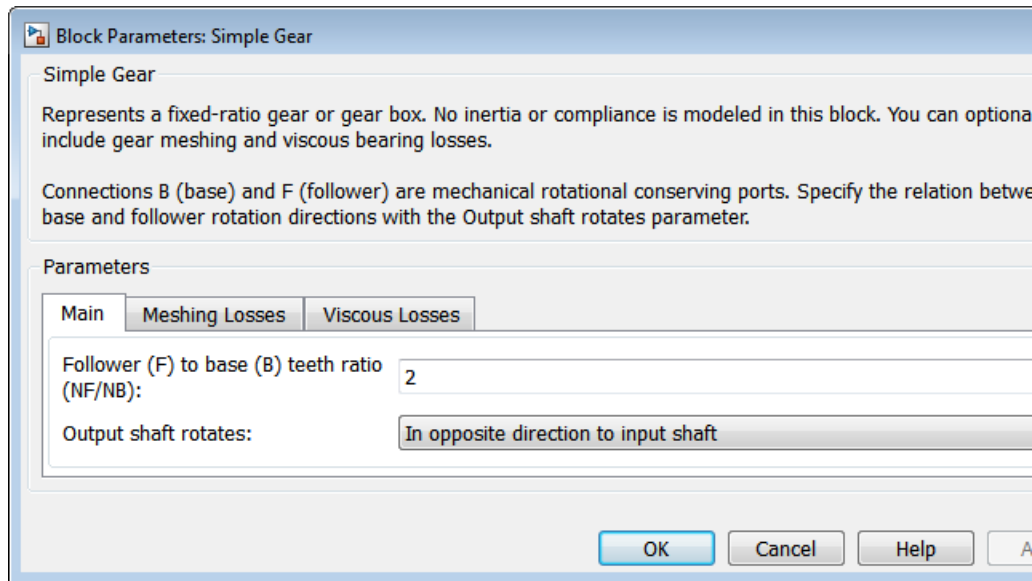 Block Parameters: Simple Gear
Simple Gear
Represents a fixed-ratio gear or gear box. No inertia or compliance is modeled in this block. You can optiona
include gear meshing and viscous bearing losses.
Connections B (base) and F (follower) are mechanical rotational conserving ports. Specify the relation betwe
base and follower rotation directions with the Output shaft rotates parameter.
Parameters
Main Meshing Losses Viscous Losses
Follower (F) to base (B) teeth ratio
(NF/NB):
2
Output shaft rotates: In opposite direction to input shaft
OK Cancel Help A